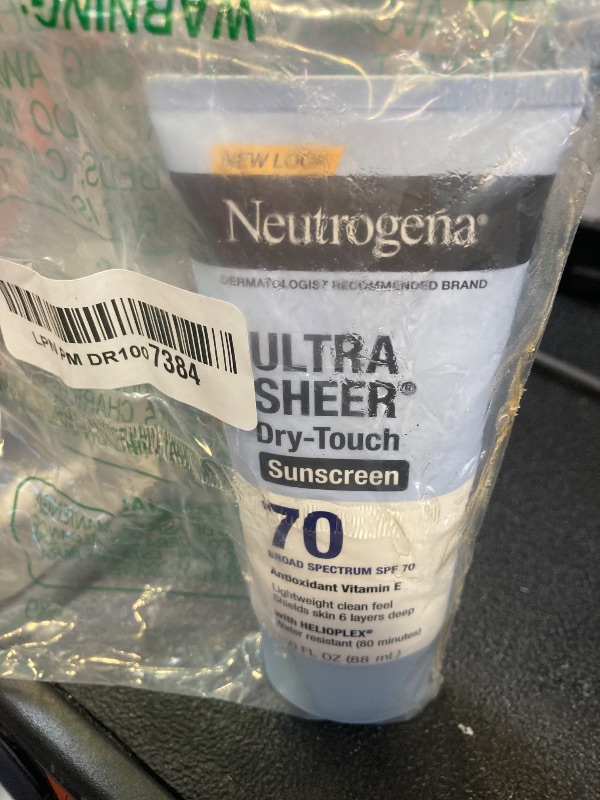 WARNING:
NEW LOOK
Neutrogena®
DERMATOLOGIST RECOMMENDED BRAND
LPN PM DR1007384
ULTRA
SHEER®
Dry-Touch
Sunscreen
70
BROAD SPECTRUM SPF 70
Antioxidant Vitamin E
Lightweight clean feel
Shields skin 6 layers deep
with HELIOPLEX®
Water resistant (80 minutes)
FL OZ (88 mL)